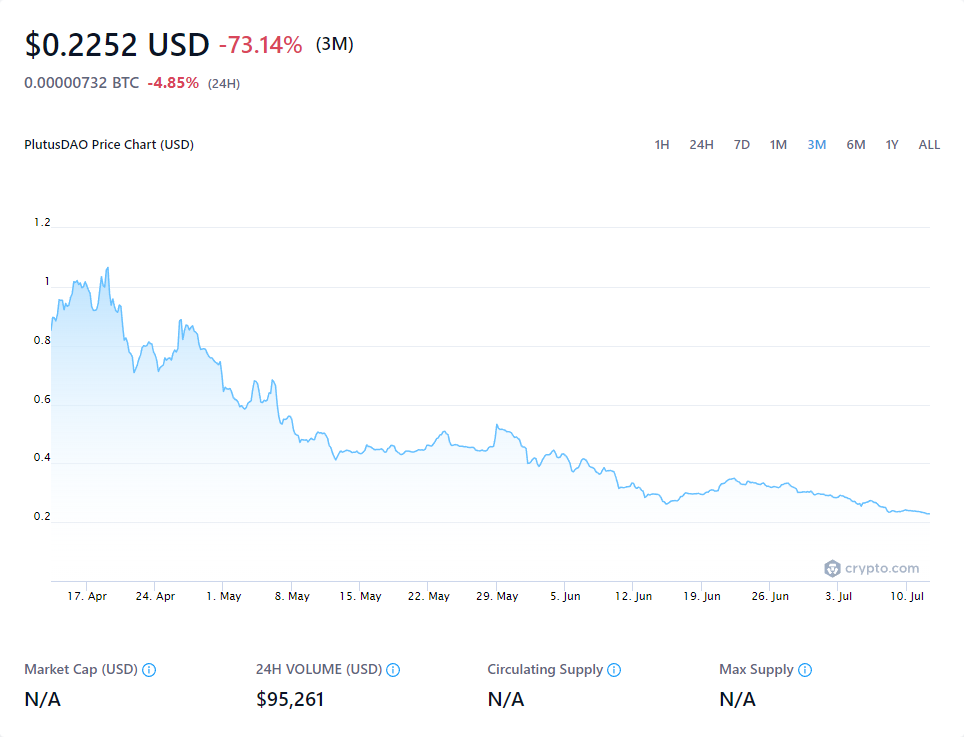 $0.2252 USD -73.14% (3M)
0.00000732 BTC -4.85% (24H)
PlutusDAO Price Chart (USD)
1H 24H 7D 1M 3M 6M 1Y ALL
1.2
1
0.8
0.6
0.4
0.2
crypto.com
17. Apr 24. Apr 1. May 8. May 15. May 22. May 29. May 5. Jun 12. Jun 19. Jun 26. Jun 3. Jul 10. Jul
Market Cap (USD) 24H VOLUME (USD) Circulating Supply Max Supply
N/A $95,261 N/A N/A